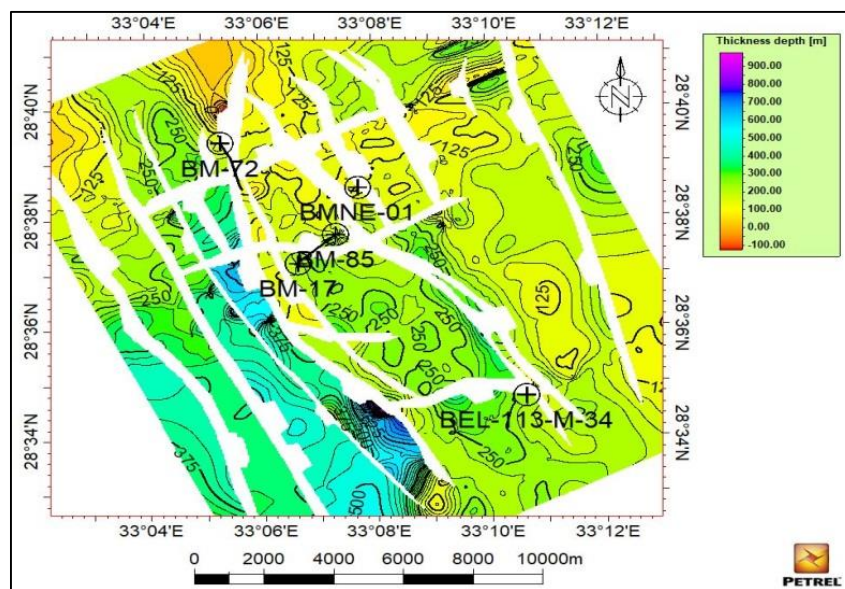 33°04'E 33°06'E 33°08'E 33°10'E 33°12'E
Thickness depth [m]
900.00
800.00
700.00
600.00
500.00
400.00
300.00
200.00
100.00
0.00
-100.00
28°40'N
28°38'N
28°36'N
28°34'N
28°40'N
28°38'N
28°36'N
28°34'N
N
125
125
125
125
250
250
125
BM-72
125
250
BMNE-01
BM-85
BM-17
250
250
250
125
250
375
250
250
BEL-113-M-34
250
375
500
33°04'E 33°06'E 33°08'E 33°10'E 33°12'E
0 2000 4000 6000 8000 10000m
PETREL